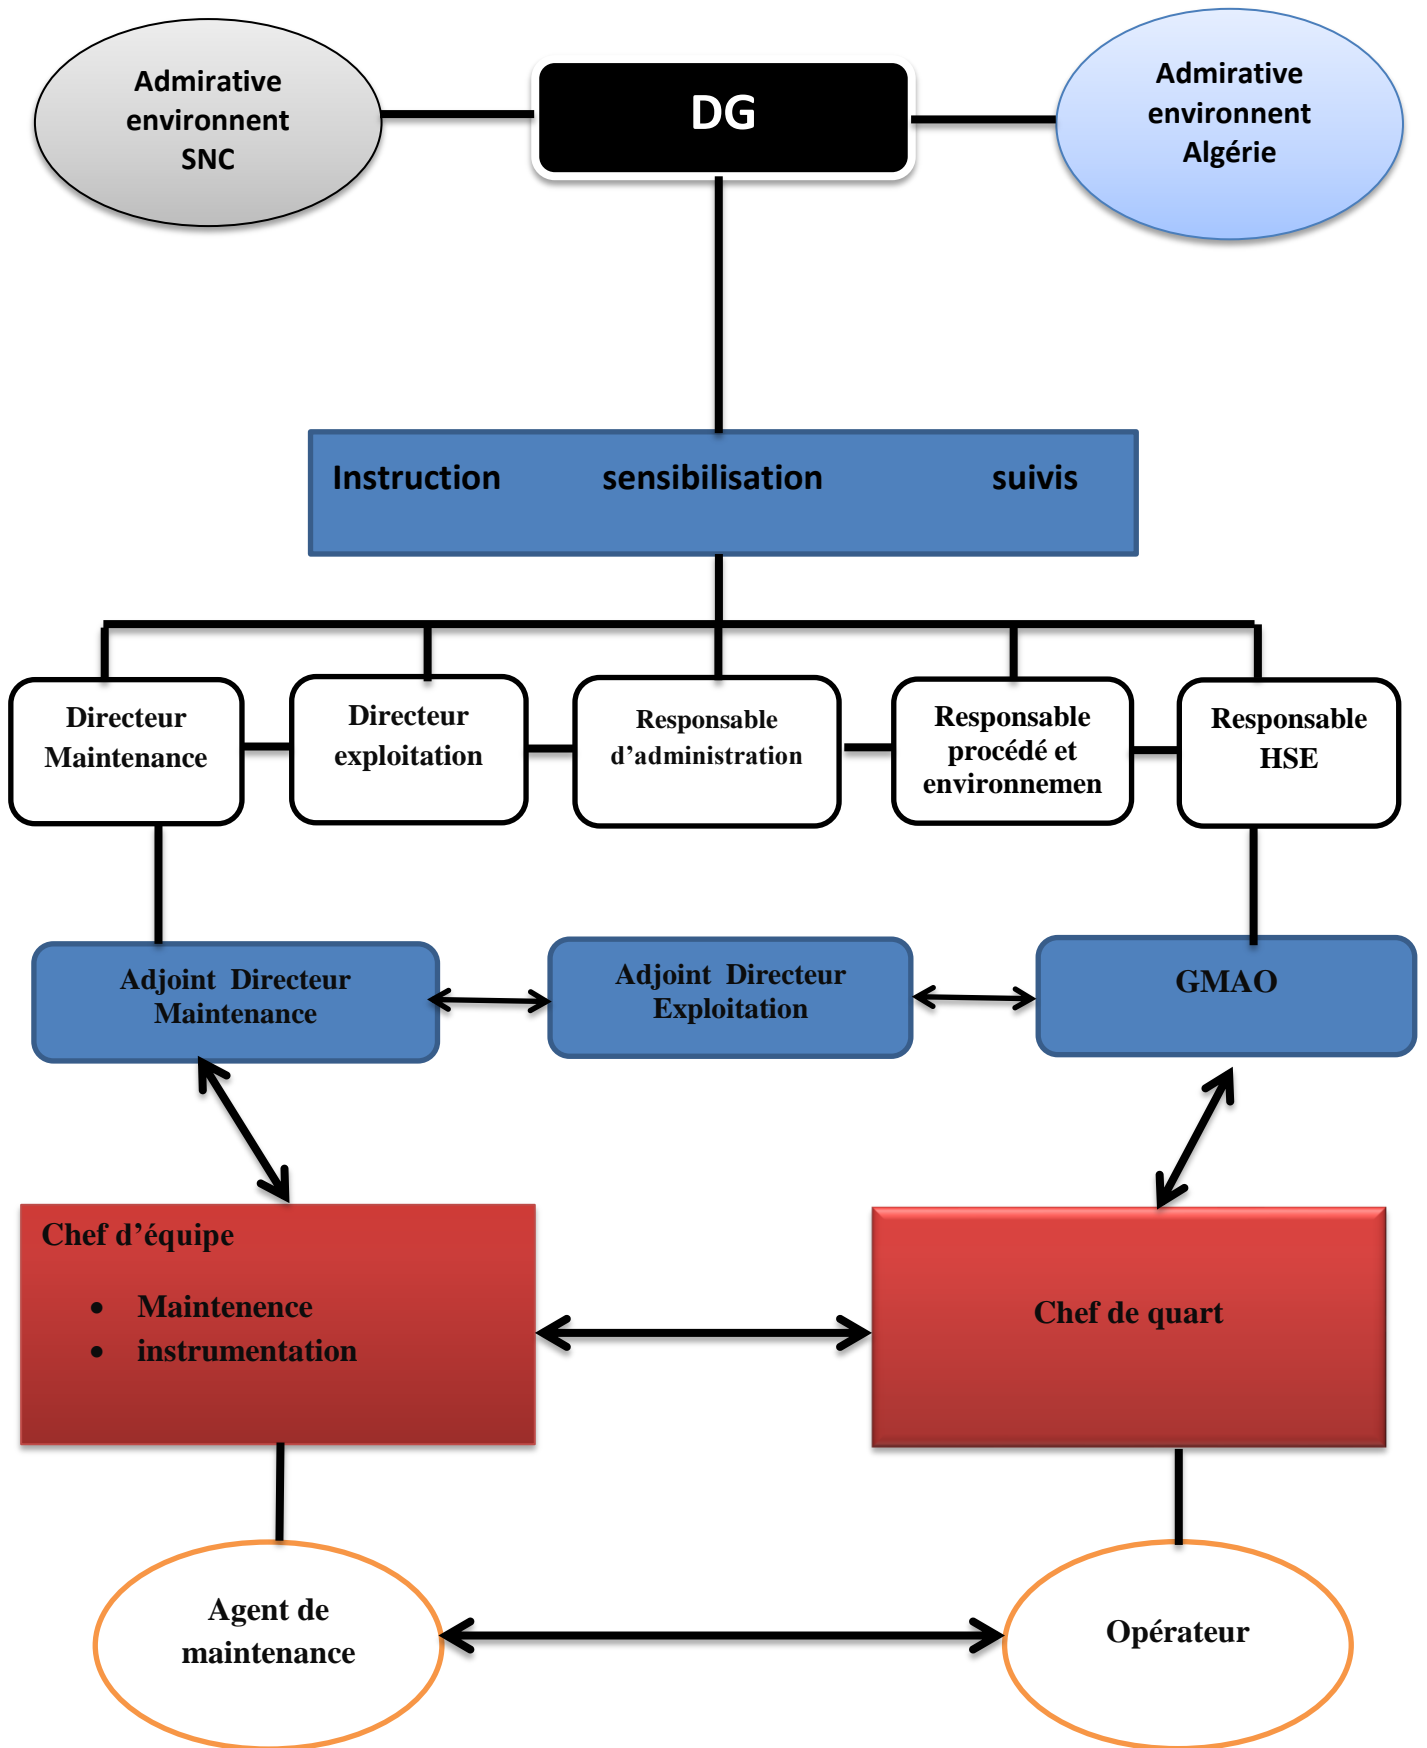 Admirative
environnent
SNC
DG
Admirative
environnent
Algérie
Instruction sensibilisation suivis
Directeur
Maintenance
Directeur
exploitation
Responsable
d’administration
Responsable
procédé et
environnemen
Responsable
HSE
Adjoint Directeur
Maintenance
Adjoint Directeur
Exploitation
GMAO
Chef d’équipe
• Maintenence
• instrumentation
Chef de quart
Agent de
maintenance
Opérateur